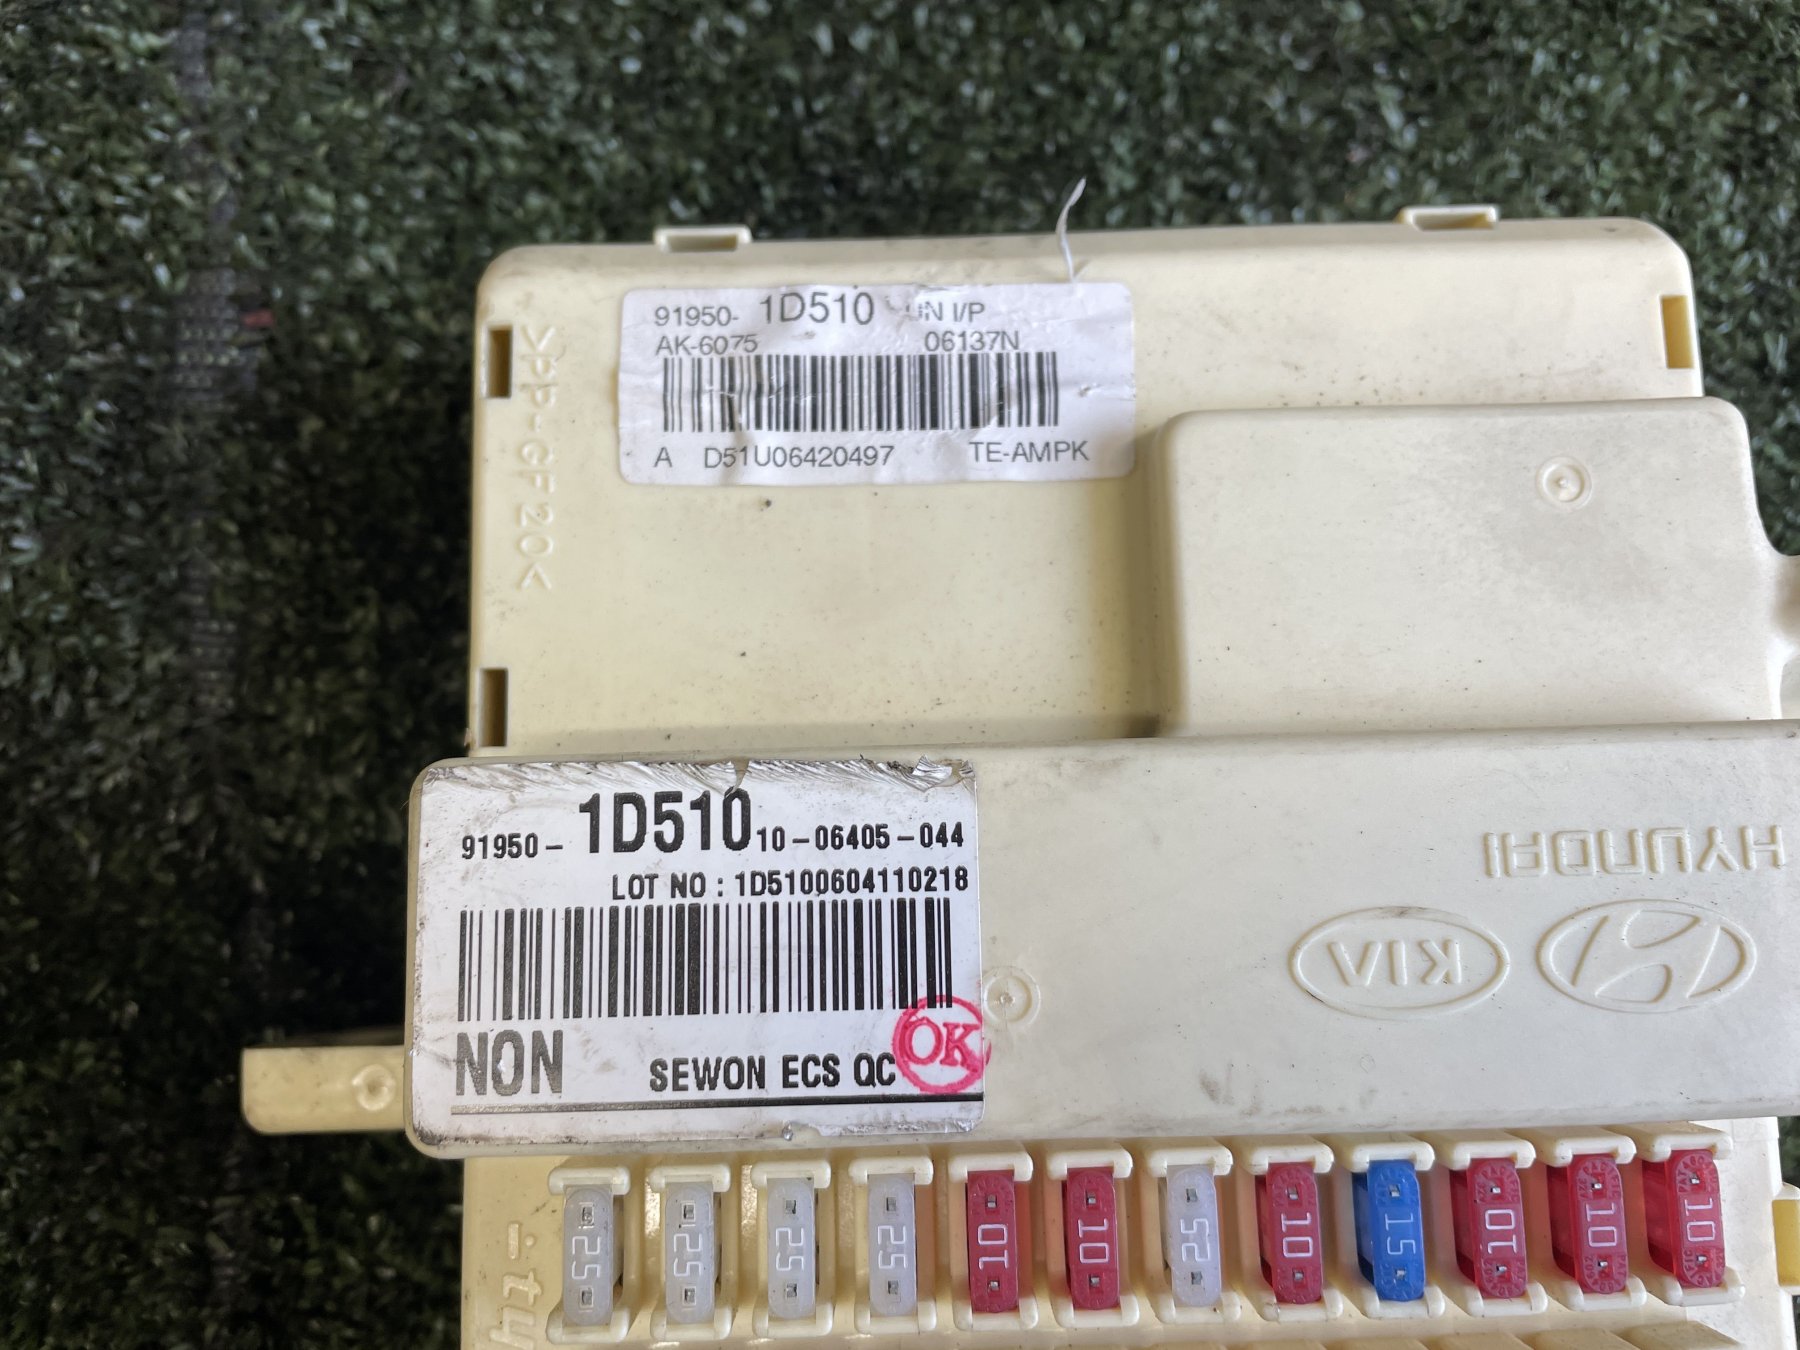 91950- 1D510 UN I/P
AK-6075 06137N
A D51U06420497 TE-AMPK
>PP-GF20<
91950- 1D510 10-06405-044
LOT NO : 1D5100604110218
NON SEWON ECS QC OK
HYUNDAI
KIA
25 25 25 25 10 10 25 10 15 10 10 10